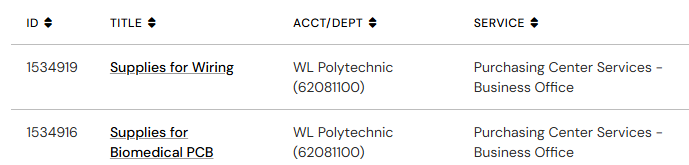 ID TITLE ACCT/DEPT SERVICE
1534919 Supplies for Wiring WL Polytechnic Purchasing Center Services -
(62081100) Business Office
1534916 Supplies for WL Polytechnic Purchasing Center Services -
Biomedical PCB (62081100) Business Office